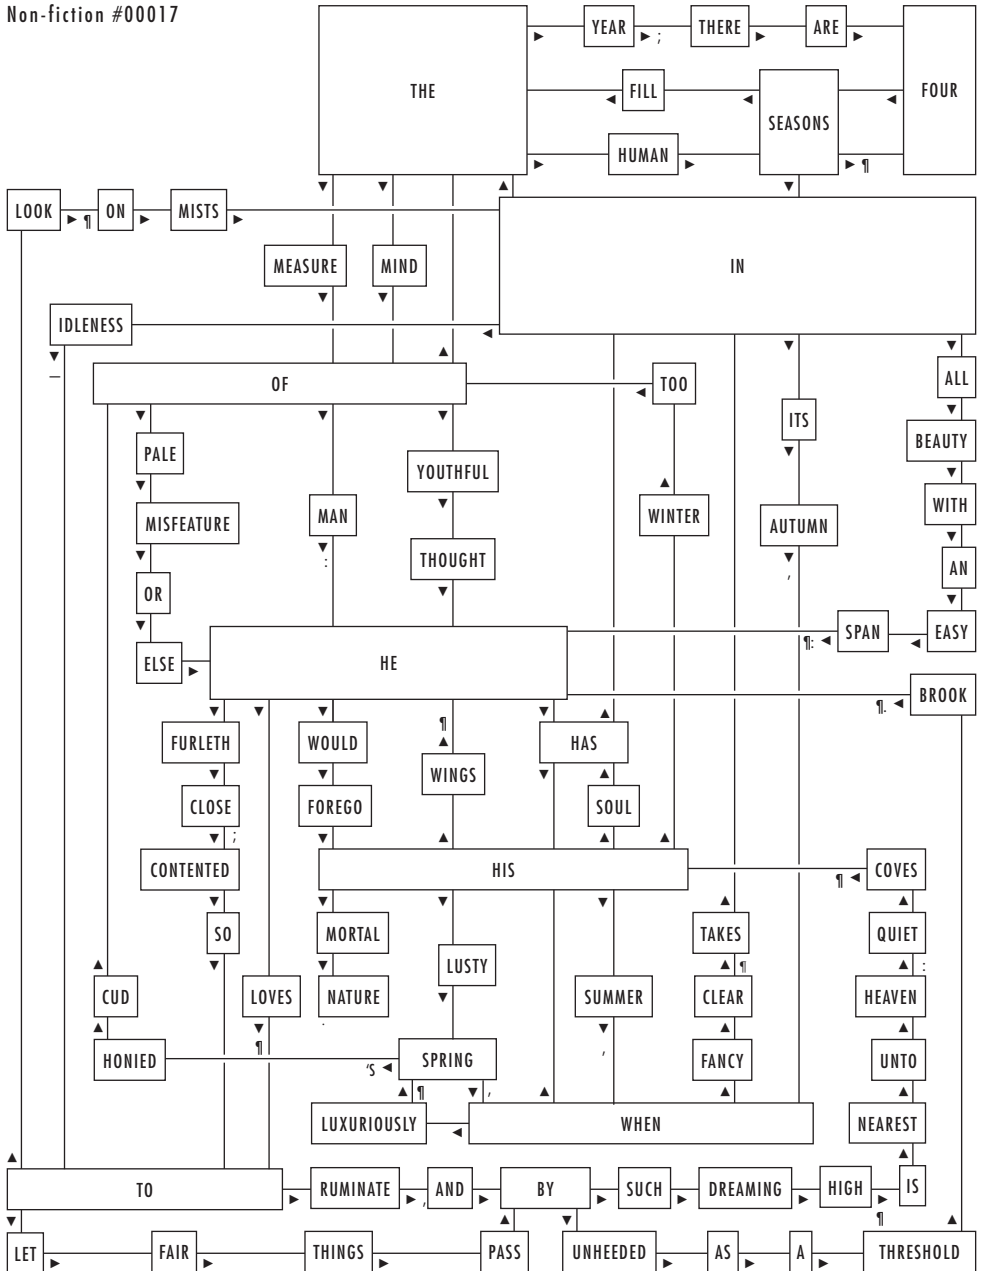 Non-fiction #00017
THE
YEAR
;
THERE
ARE
FOUR
FILL
SEASONS
HUMAN
¶
LOOK
¶
ON
MISTS
IN
MEASURE
MIND
IDLENESS
—
OF
TOO
ALL
ITS
BEAUTY
PALE
YOUTHFUL
MISFEATURE
MAN
:
WINTER
AUTUMN
,
WITH
THOUGHT
AN
OR
ELSE
HE
¶:
SPAN
EASY
¶.
BROOK
FURLETH
WOULD
¶
WINGS
HAS
CLOSE
;
FOREGO
SOUL
CONTENTED
HIS
¶
COVES
SO
MORTAL
LUSTY
TAKES
¶
QUIET
:
CUD
LOVES
¶
NATURE
.
SUMMER
,
CLEAR
HEAVEN
HONIED
'S
SPRING
¶
,
FANCY
UNTO
LUXURIOUSLY
WHEN
NEAREST
TO
RUMINATE
,
AND
BY
SUCH
DREAMING
HIGH
¶
IS
LET
FAIR
THINGS
PASS
UNHEEDED
AS
A
THRESHOLD